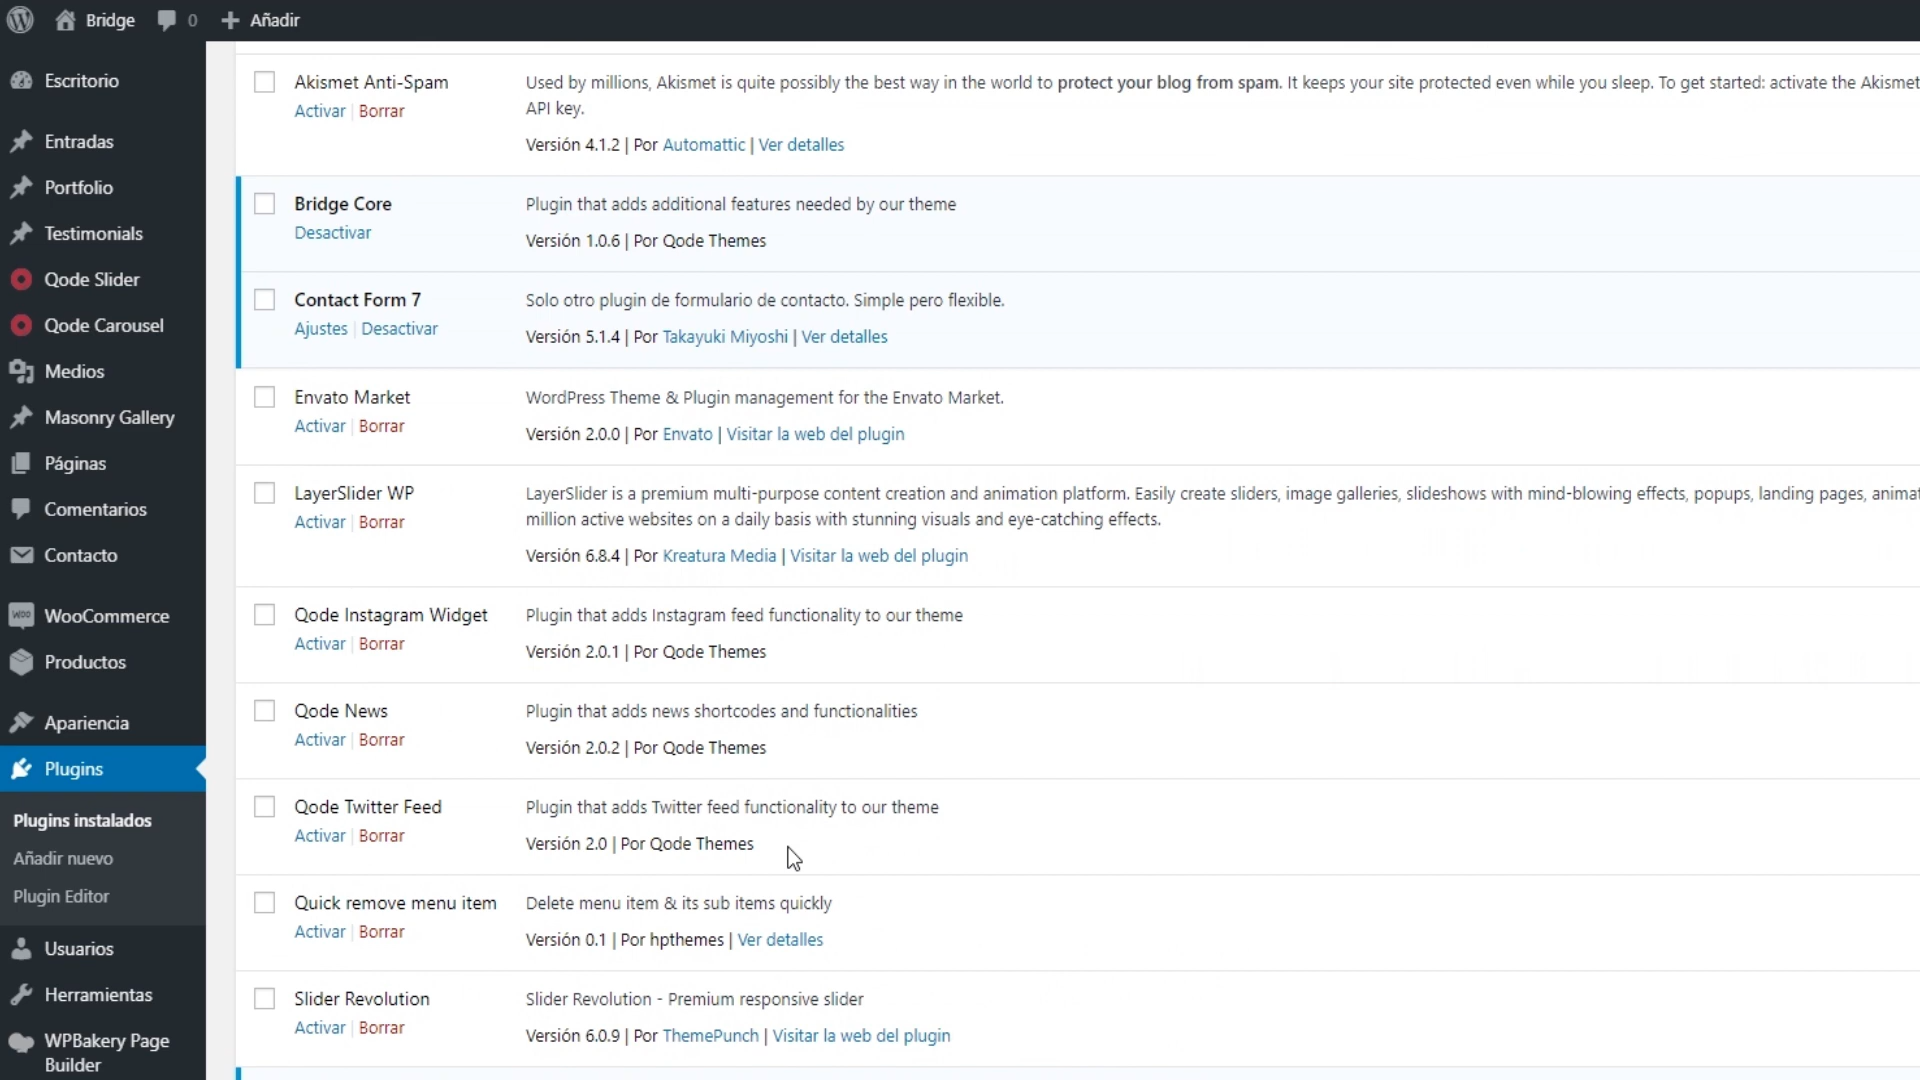 Bridge
0
Añadir
Escritorio
Entradas
Portfolio
Testimonials
Qode Slider
Qode Carousel
Medios
Masonry Gallery
Páginas
Comentarios
Contacto
WooCommerce
Productos
Apariencia
Plugins
Plugins instalados
Añadir nuevo
Plugin Editor
Usuarios
Herramientas
WPBakery Page
Builder
Akismet Anti-Spam
Activar | Borrar
Used by millions, Akismet is quite possibly the best way in the world to protect your blog from spam. It keeps your site protected even while you sleep. To get started: activate the Akismet
API key.
Versión 4.1.2 | Por Automattic | Ver detalles
Bridge Core
Desactivar
Plugin that adds additional features needed by our theme
Versión 1.0.6 | Por Qode Themes
Contact Form 7
Ajustes | Desactivar
Solo otro plugin de formulario de contacto. Simple pero flexible.
Versión 5.1.4 | Por Takayuki Miyoshi | Ver detalles
Envato Market
Activar | Borrar
WordPress Theme & Plugin management for the Envato Market.
Versión 2.0.0 | Por Envato | Visitar la web del plugin
LayerSlider WP
Activar | Borrar
LayerSlider is a premium multi-purpose content creation and animation platform. Easily create sliders, image galleries, slideshows with mind-blowing effects, popups, landing pages, animat
million active websites on a daily basis with stunning visuals and eye-catching effects.
Versión 6.8.4 | Por Kreatura Media | Visitar la web del plugin
Qode Instagram Widget
Activar | Borrar
Plugin that adds Instagram feed functionality to our theme
Versión 2.0.1 | Por Qode Themes
Qode News
Activar | Borrar
Plugin that adds news shortcodes and functionalities
Versión 2.0.2 | Por Qode Themes
Qode Twitter Feed
Activar | Borrar
Plugin that adds Twitter feed functionality to our theme
Versión 2.0 | Por Qode Themes
Quick remove menu item
Activar | Borrar
Delete menu item & its sub items quickly
Versión 0.1 | Por hpthemes | Ver detalles
Slider Revolution
Activar | Borrar
Slider Revolution - Premium responsive slider
Versión 6.0.9 | Por ThemePunch | Visitar la web del plugin